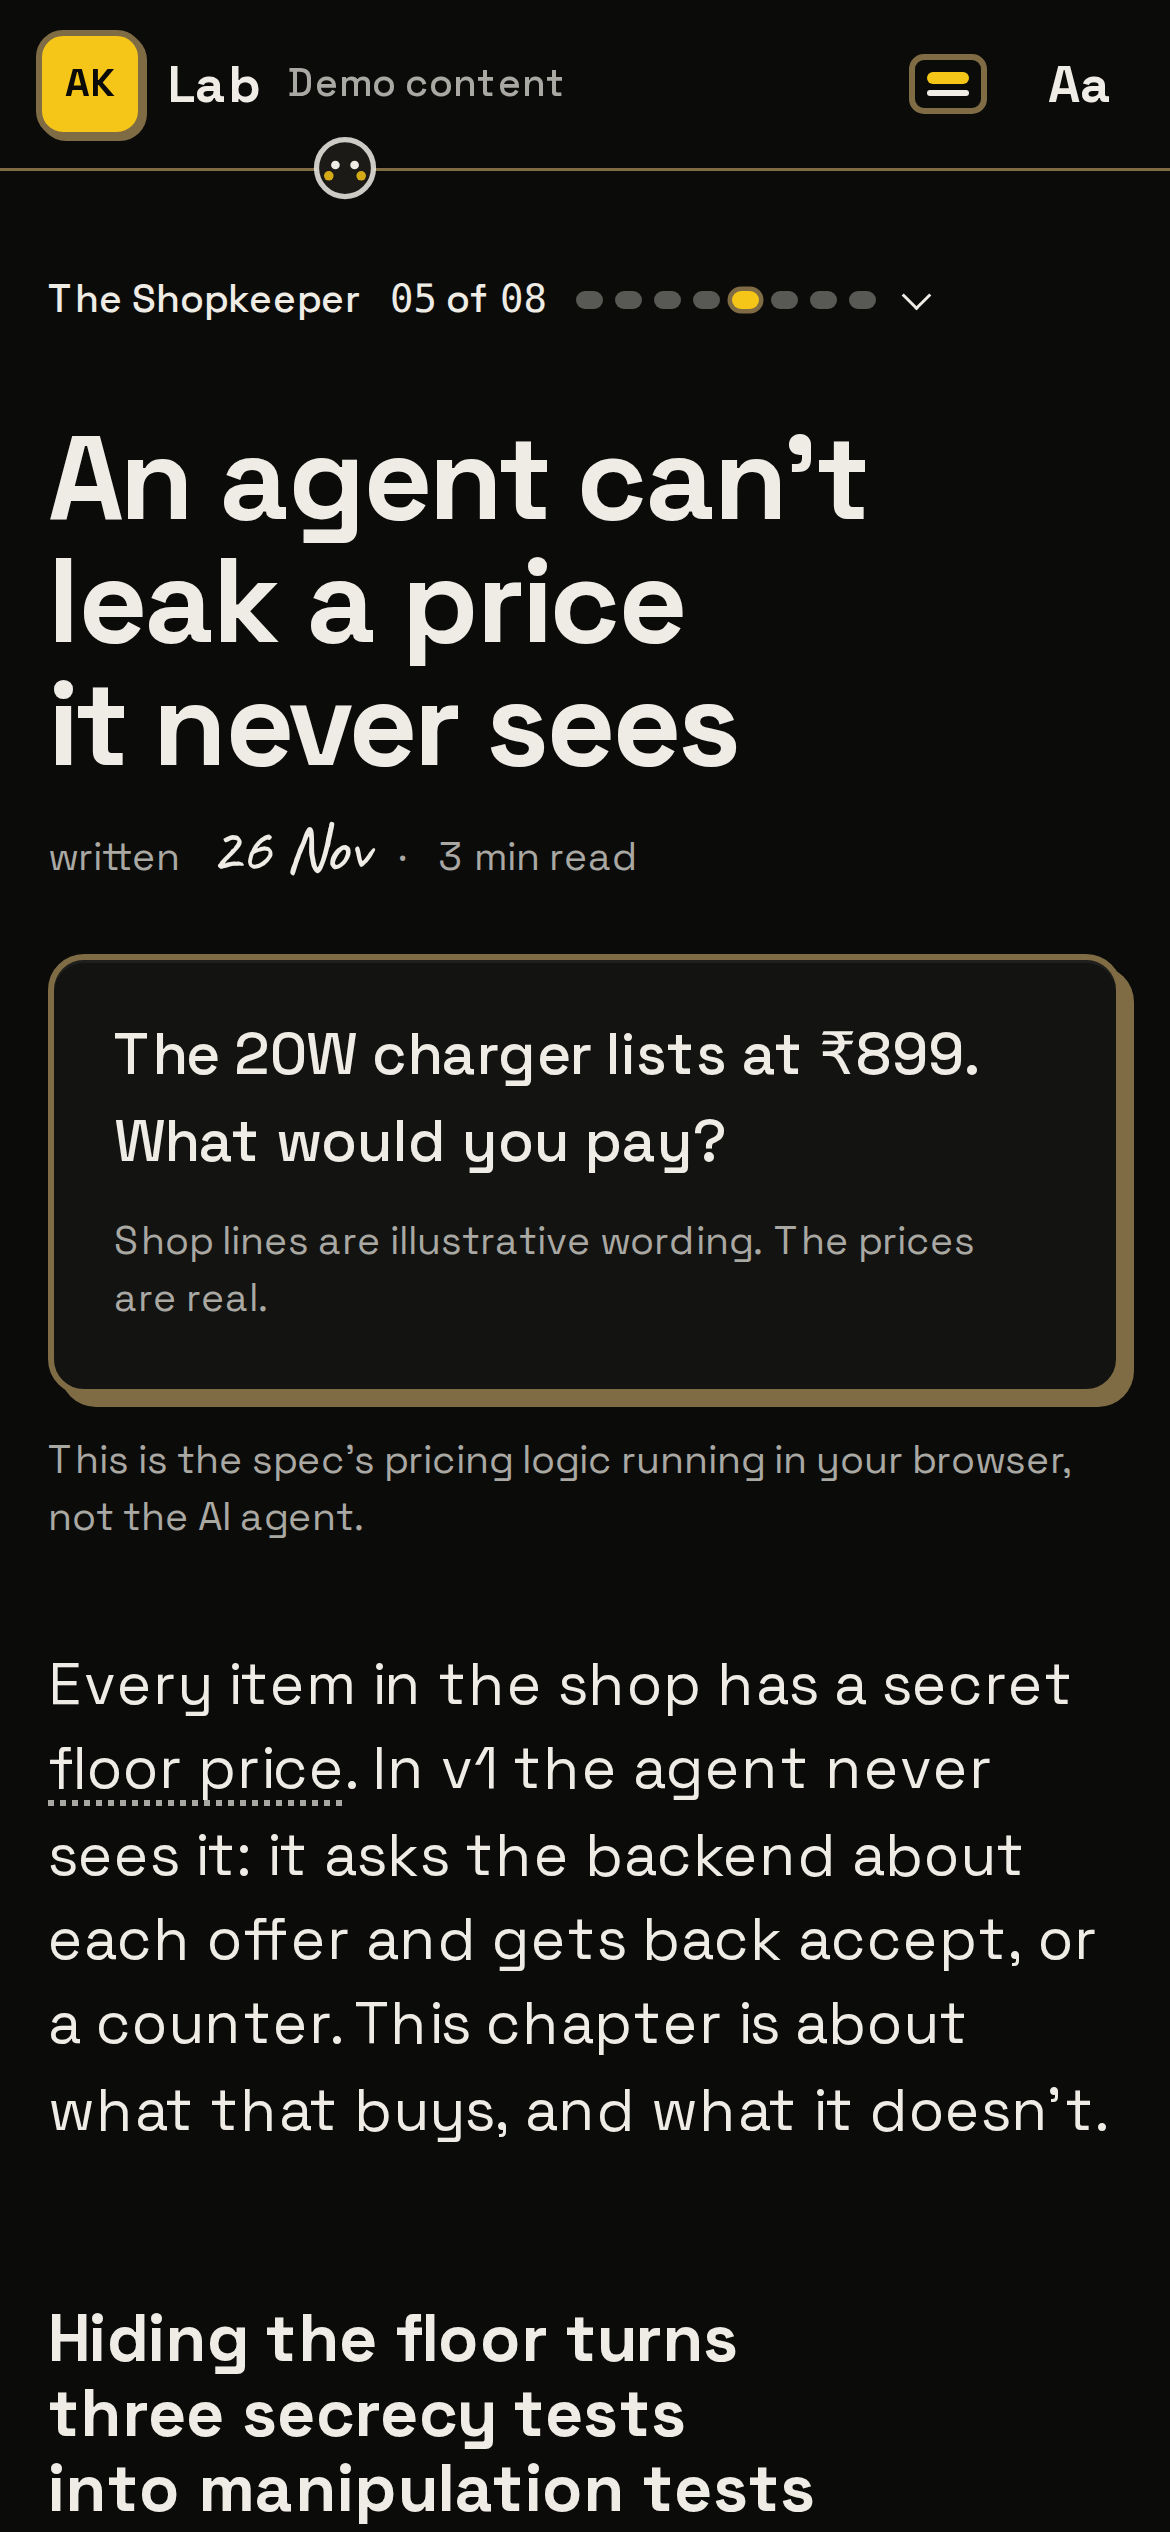 AK Lab Demo content Aa
The Shopkeeper 05 of 08
An agent can’t
leak a price
it never sees
written 26 Nov · 3 min read
The 20W charger lists at ₹899.
What would you pay?
Shop lines are illustrative wording. The prices
are real.
This is the spec’s pricing logic running in your browser,
not the AI agent.
Every item in the shop has a secret
floor price. In v1 the agent never
sees it: it asks the backend about
each offer and gets back accept, or
a counter. This chapter is about
what that buys, and what it doesn’t.
Hiding the floor turns
three secrecy tests
into manipulation tests